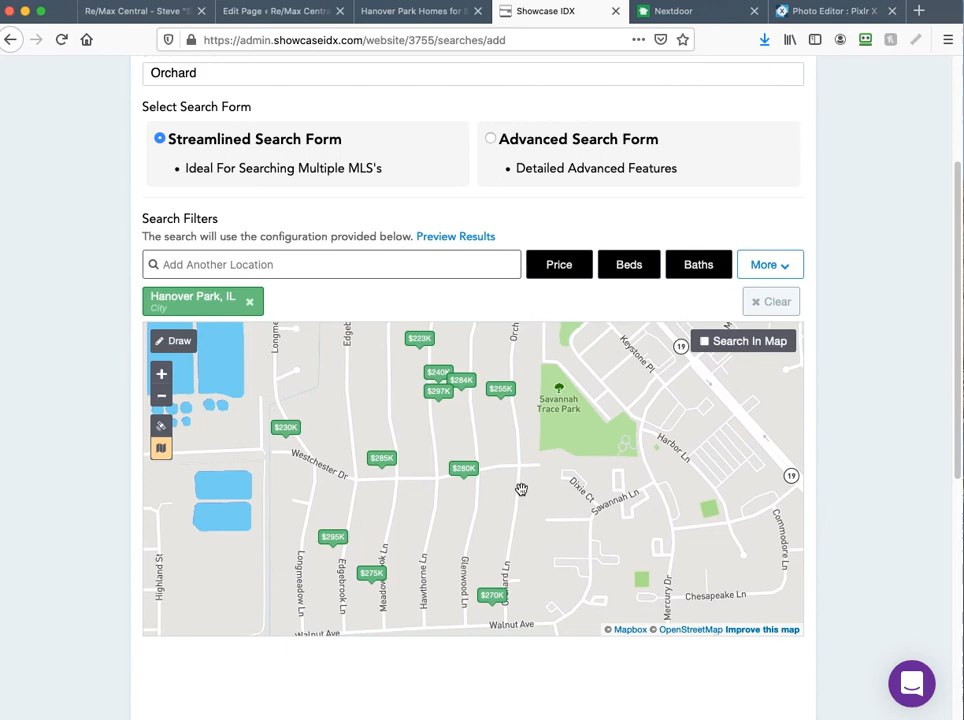 Re/Max Central - Steve "S
Edit Page ‹ Re/Max Centra
Hanover Park Homes for S
Showcase IDX
Nextdoor
Photo Editor : Pixlr X
https://admin.showcaseidx.com/website/3755/searches/add
Orchard
Select Search Form
Streamlined Search Form
• Ideal For Searching Multiple MLS's
Advanced Search Form
• Detailed Advanced Features
Search Filters
The search will use the configuration provided below. Preview Results
Add Another Location
Price
Beds
Baths
More
Hanover Park, IL
City
Clear
Draw
Search In Map
+
−
$223K
$240K
$284K
$297K
$255K
$230K
$285K
$280K
$295K
$275K
$270K
Longme
Edgeb
Orch
Keystone Pl
19
Savannah
Trace Park
Harbor Ln
19
Westchester Dr
Dixie Ct
Savannah Ln
Highland St
Longmeadow Ln
Edgebrook Ln
Hawthorne Ln
Glenwood Ln
Mercury Dr
Commodore Ln
Chesapeake Ln
Walnut Ave
Walnut Ave
© Mapbox © OpenStreetMap Improve this map